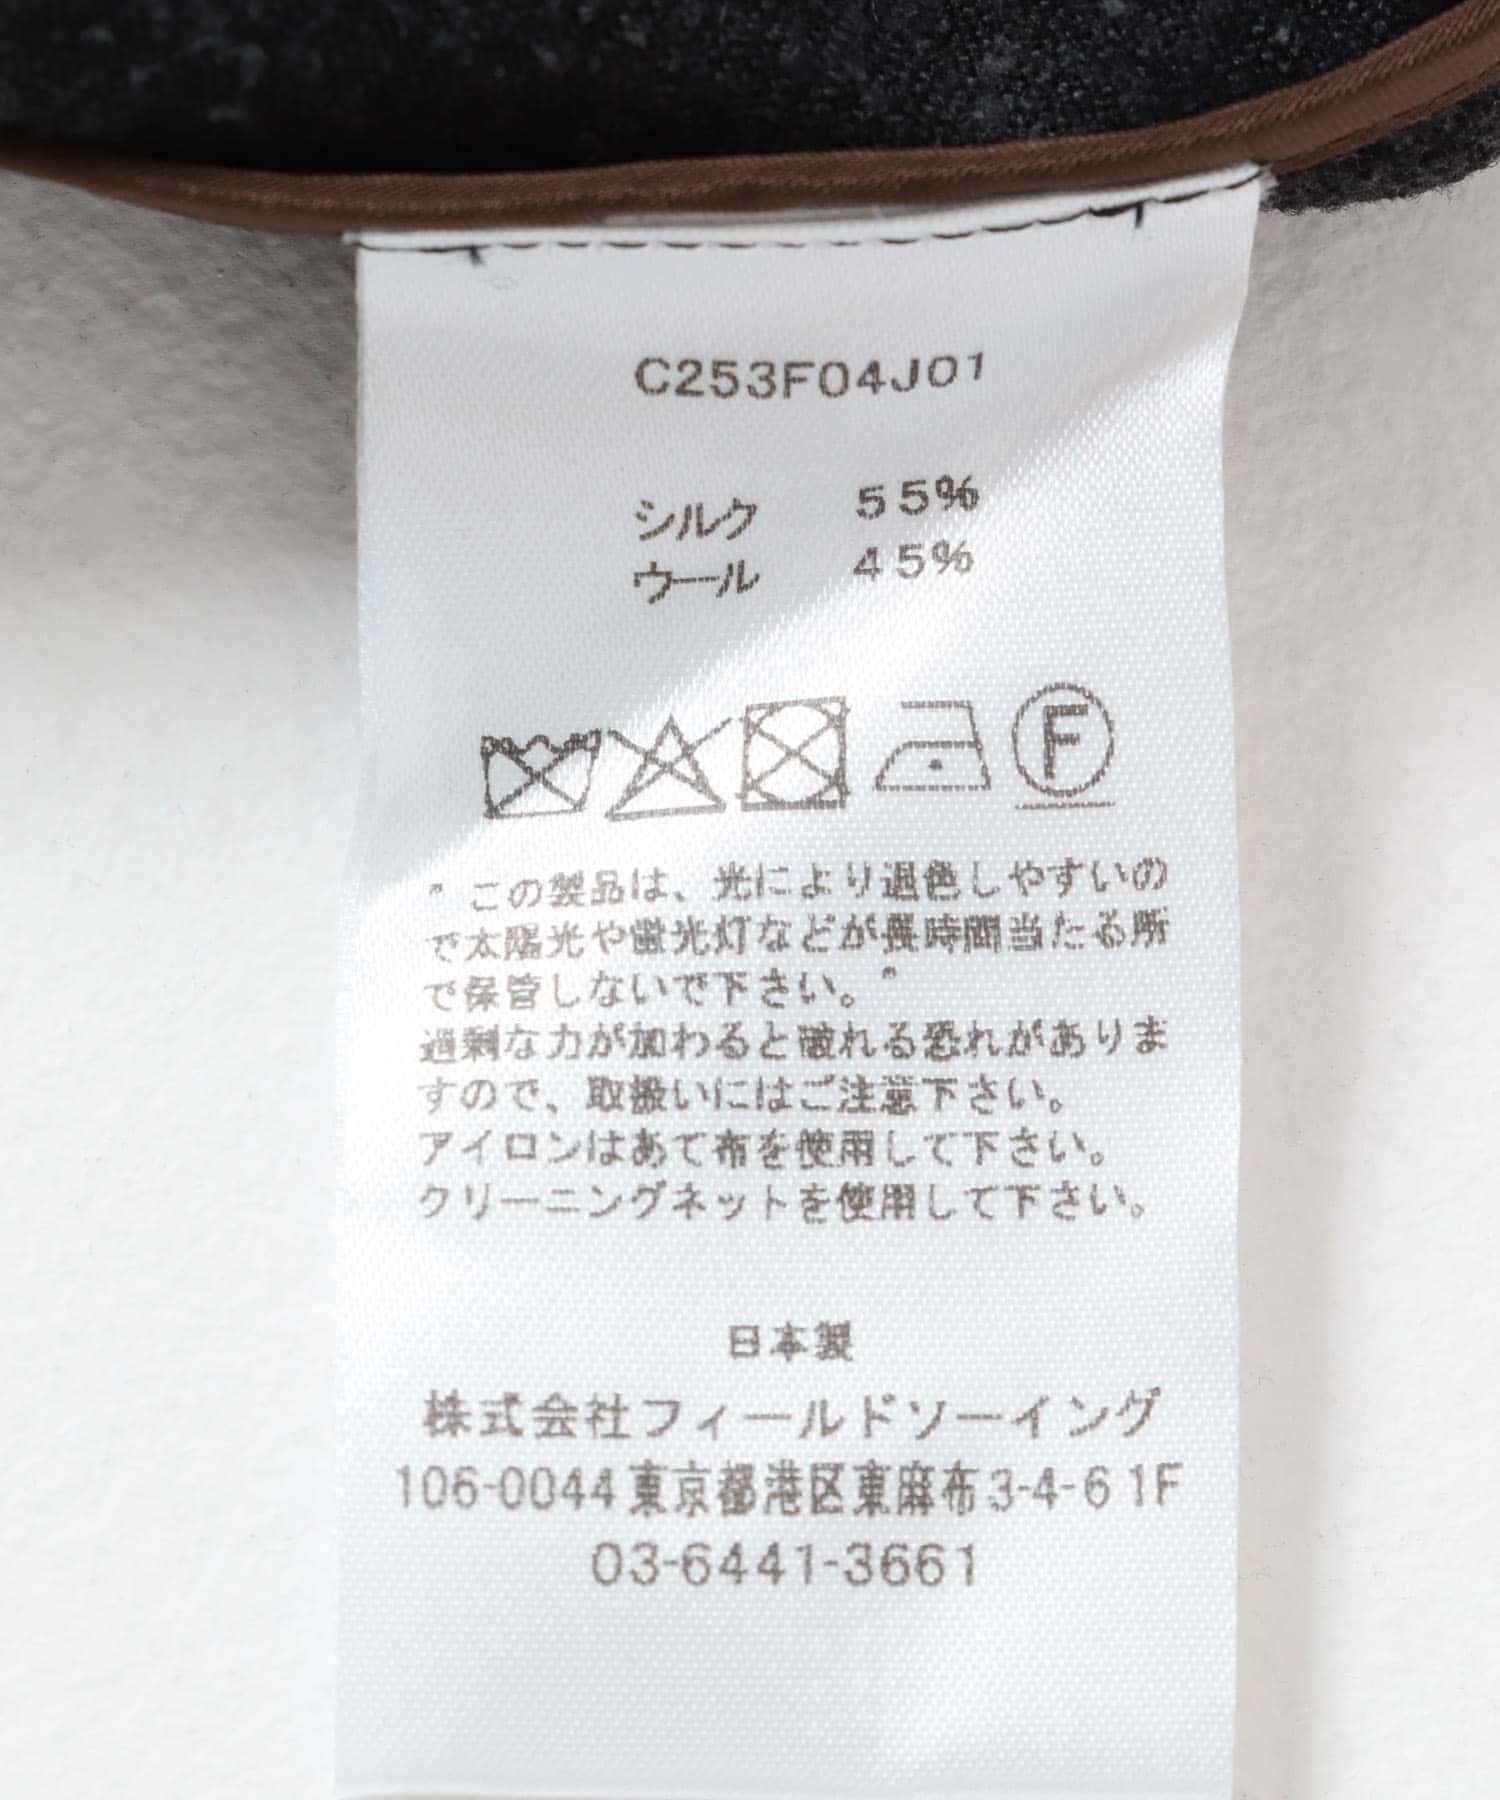 C253F04J01
シルク 55%
ウール 45%
F
" この製品は、光により退色しやすいの
で太陽光や蛍光灯などが長時間当たる所
で保管しないで下さい。"
過剰な力が加わると破れる恐れがありま
すので、取扱いにはご注意下さい。
アイロンはあて布を使用して下さい。
クリーニングネットを使用して下さい。
日本製
株式会社フィールドソーイング
106-0044 東京都港区東麻布 3-4-6 1F
03-6441-3661